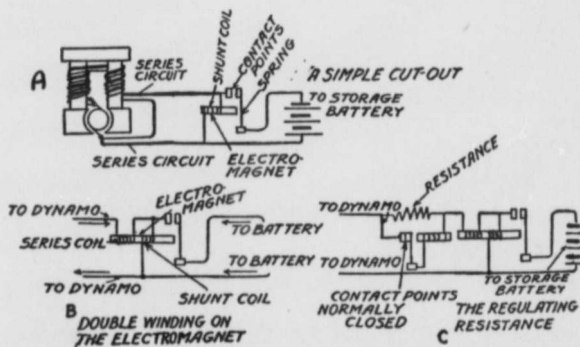 A
SERIES
CIRCUIT
SHUNT COIL
CONTACT
POINTS
SPRING
A SIMPLE CUT-OUT
TO STORAGE
BATTERY
SERIES CIRCUIT
ELECTRO-
MAGNET
ELECTRO-
MAGNET
TO DYNAMO
SERIES COIL
TO BATTERY
TO BATTERY
TO DYNAMO
SHUNT COIL
B
DOUBLE WINDING ON
THE ELECTROMAGNET
RESISTANCE
TO DYNAMO
TO DYNAMO
TO STORAGE
BATTERY
CONTACT POINTS
NORMALLY
CLOSED
C
THE REGULATING
RESISTANCE